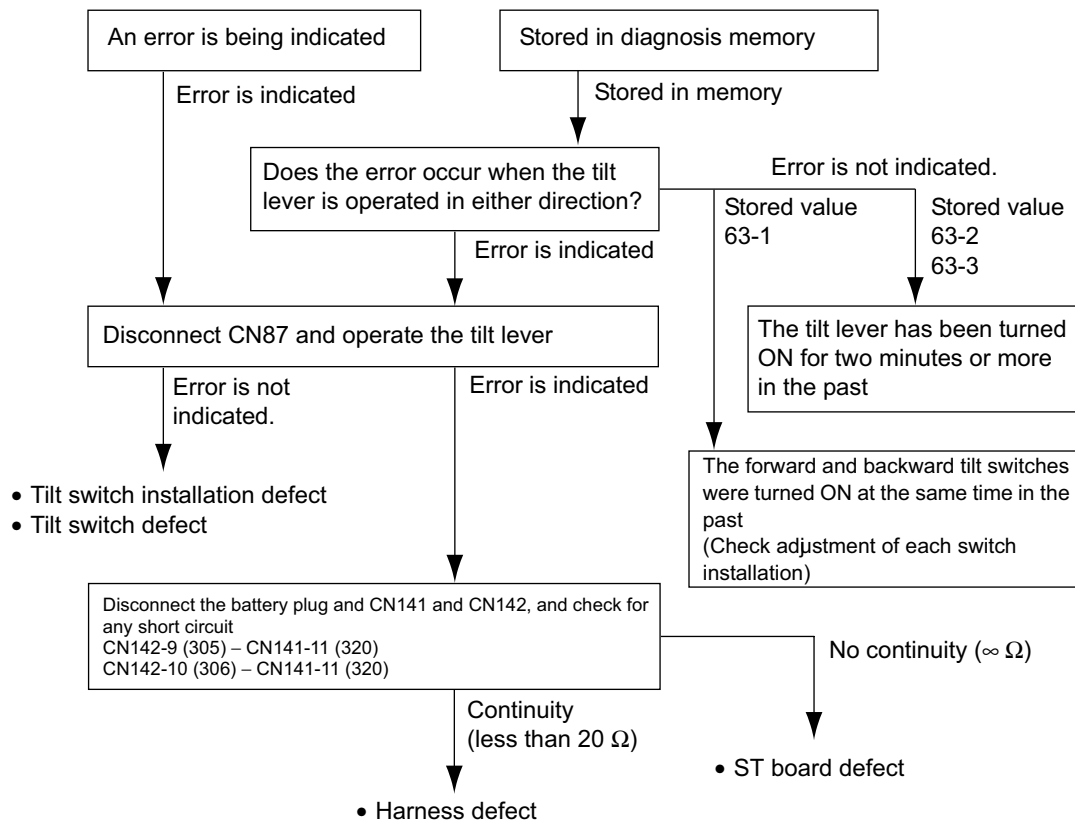 An error is being indicated
Stored in diagnosis memory
Error is indicated
Stored in memory
Does the error occur when the tilt
lever is operated in either direction?
Error is not indicated.
Stored value
63-1
Stored value
63-2
63-3
Error is indicated
Disconnect CN87 and operate the tilt lever
The tilt lever has been turned
ON for two minutes or more
in the past
Error is not
indicated.
Error is indicated
The forward and backward tilt switches
were turned ON at the same time in the
past
(Check adjustment of each switch
installation)
• Tilt switch installation defect
• Tilt switch defect
Disconnect the battery plug and CN141 and CN142, and check for
any short circuit
CN142-9 (305) – CN141-11 (320)
CN142-10 (306) – CN141-11 (320)
No continuity (∞ Ω)
Continuity
(less than 20 Ω)
• ST board defect
• Harness defect